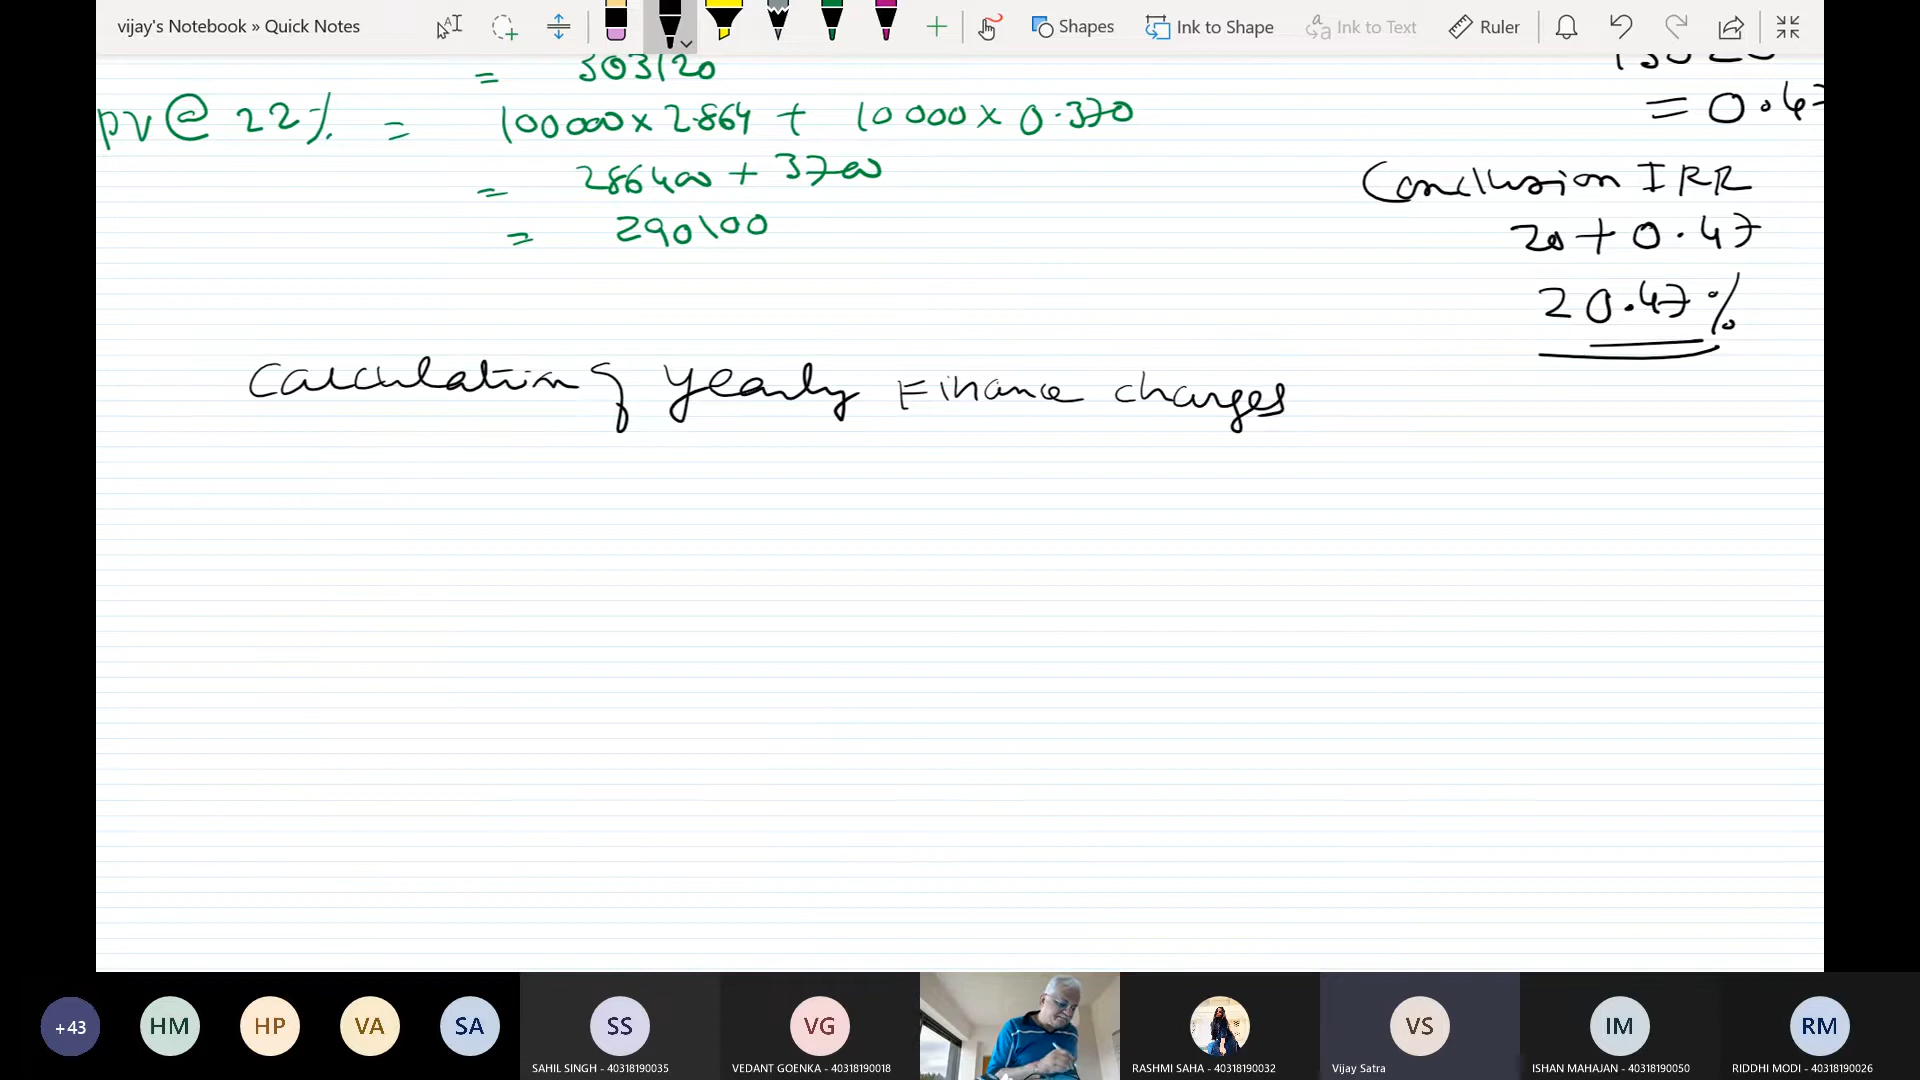 vijay's Notebook » Quick Notes
Shapes
Ink to Shape
Ink to Text
Ruler
= 303120
pv @ 22% = 100000 x 2.864 + 10000 x 0.370
= 286400 + 3700
= 290100
= 0.47
Conclusion IRR
20 + 0.47
20.47%
Calculation of yearly Finance charges
+43
HM
HP
VA
SA
SS
SAHIL SINGH - 40318190035
VG
VEDANT GOENKA - 40318190018
RASHMI SAHA - 40318190032
VS
Vijay Satra
IM
ISHAN MAHAJAN - 40318190050
RM
RIDDHI MODI - 40318190026